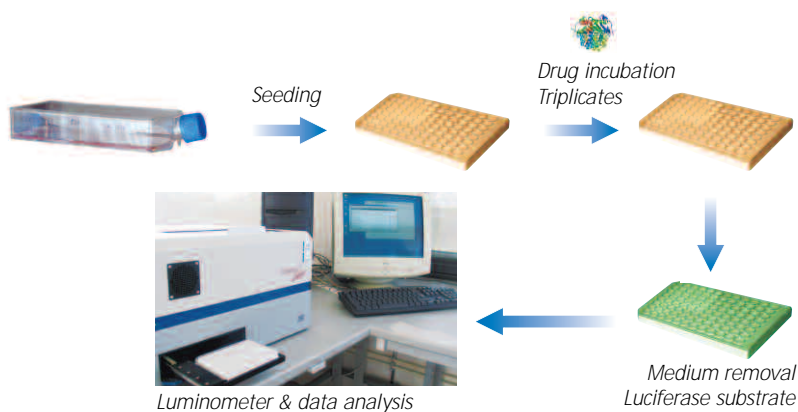 Seeding
Drug incubation
Triplicates
Medium removal
Luciferase substrate
Luminometer & data analysis